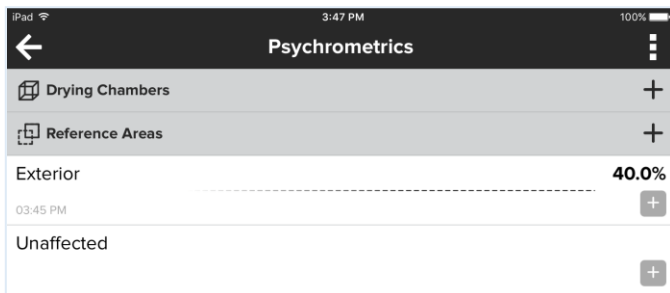 iPad 3:47 PM 100%
Psychrometrics
Drying Chambers
Reference Areas
Exterior 40.0%
03:45 PM
Unaffected